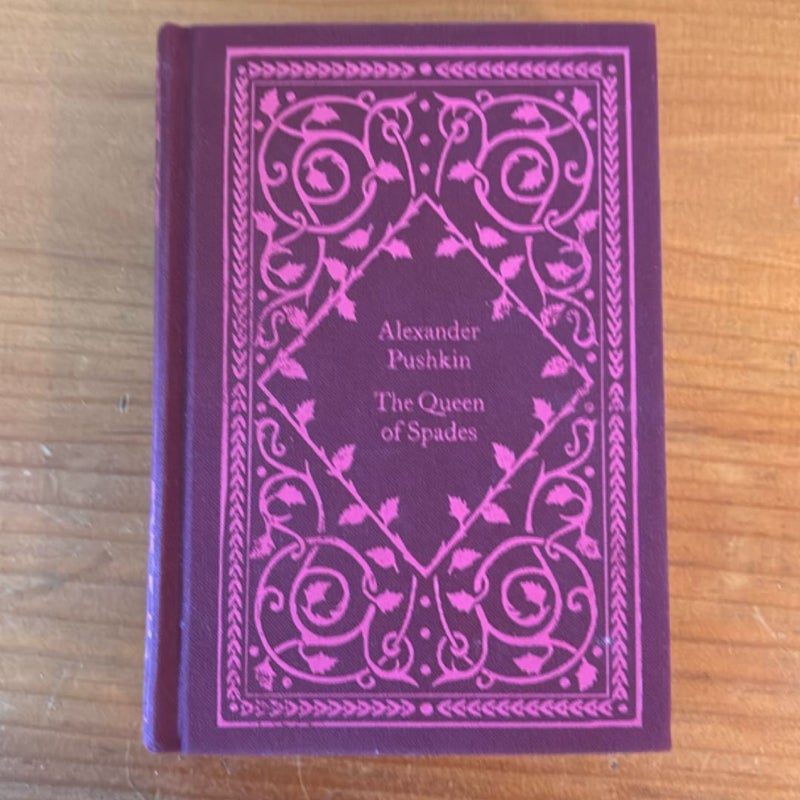 Alexander
Pushkin
The Queen
of Spades